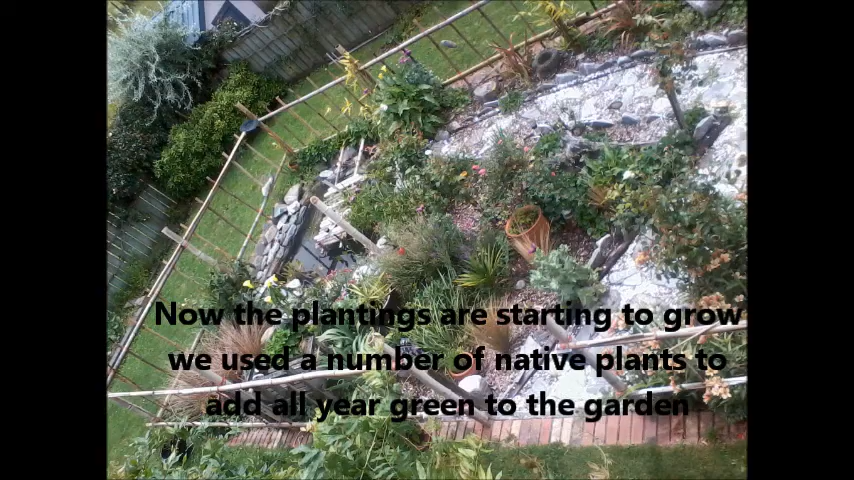 Now the plantings are starting to grow
we used a number of native plants to
add all year green to the garden